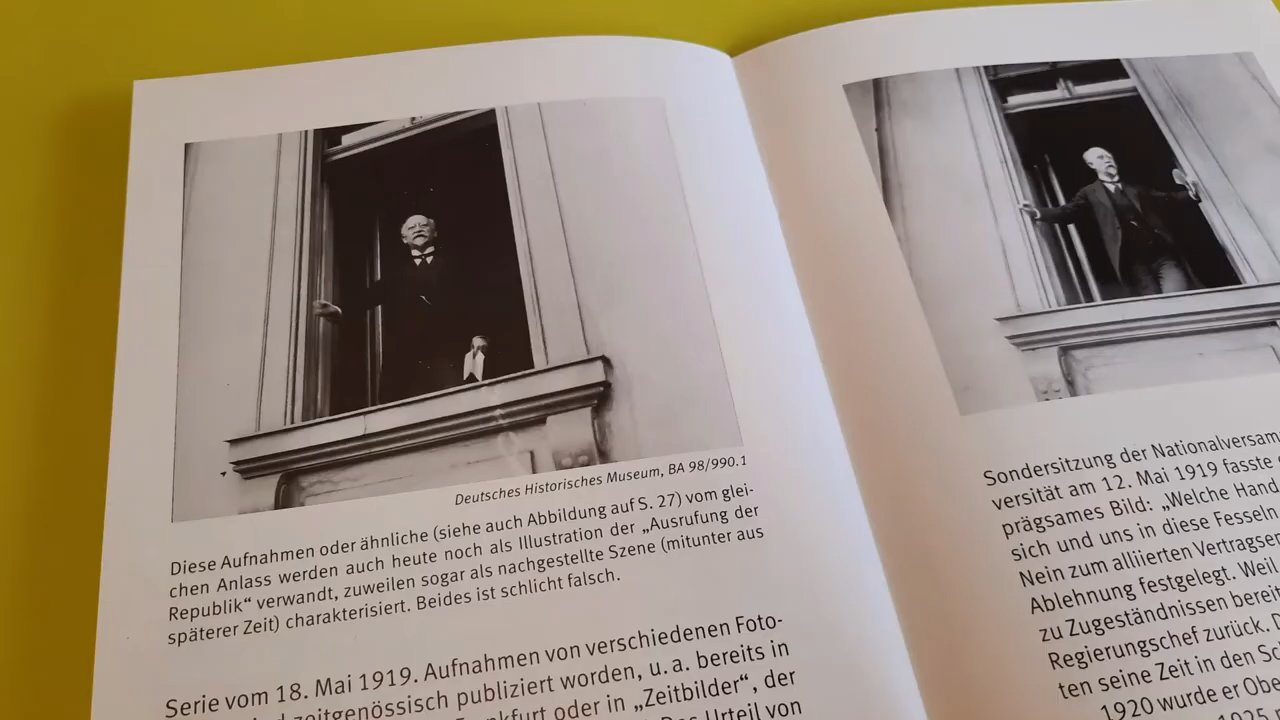 Deutsches Historisches Museum, BA 98/990.1
Diese Aufnahmen oder ähnliche (siehe auch Abbildung auf S. 27) vom glei-
chen Anlass werden auch heute noch als Illustration der „Ausrufung der
Republik“ verwandt, zuweilen sogar als nachgestellte Szene (mitunter aus
späterer Zeit) charakterisiert. Beides ist schlicht falsch.
Serie vom 18. Mai 1919. Aufnahmen von verschiedenen Foto-
zeitgenössisch publiziert worden, u. a. bereits in
oder in „Zeitbilder“, der
Urteil von
Sondersitzung der Nationalversam
versität am 12. Mai 1919 fasste
prägsames Bild: „Welche Hand
sich und uns in diese Fesseln
Nein zum alliierten Vertragsen
Ablehnung festgelegt. Weil
zu Zugeständnissen bereit
Regierungschef zurück.
ten seine Zeit in den Sc
1920 wurde er Obe